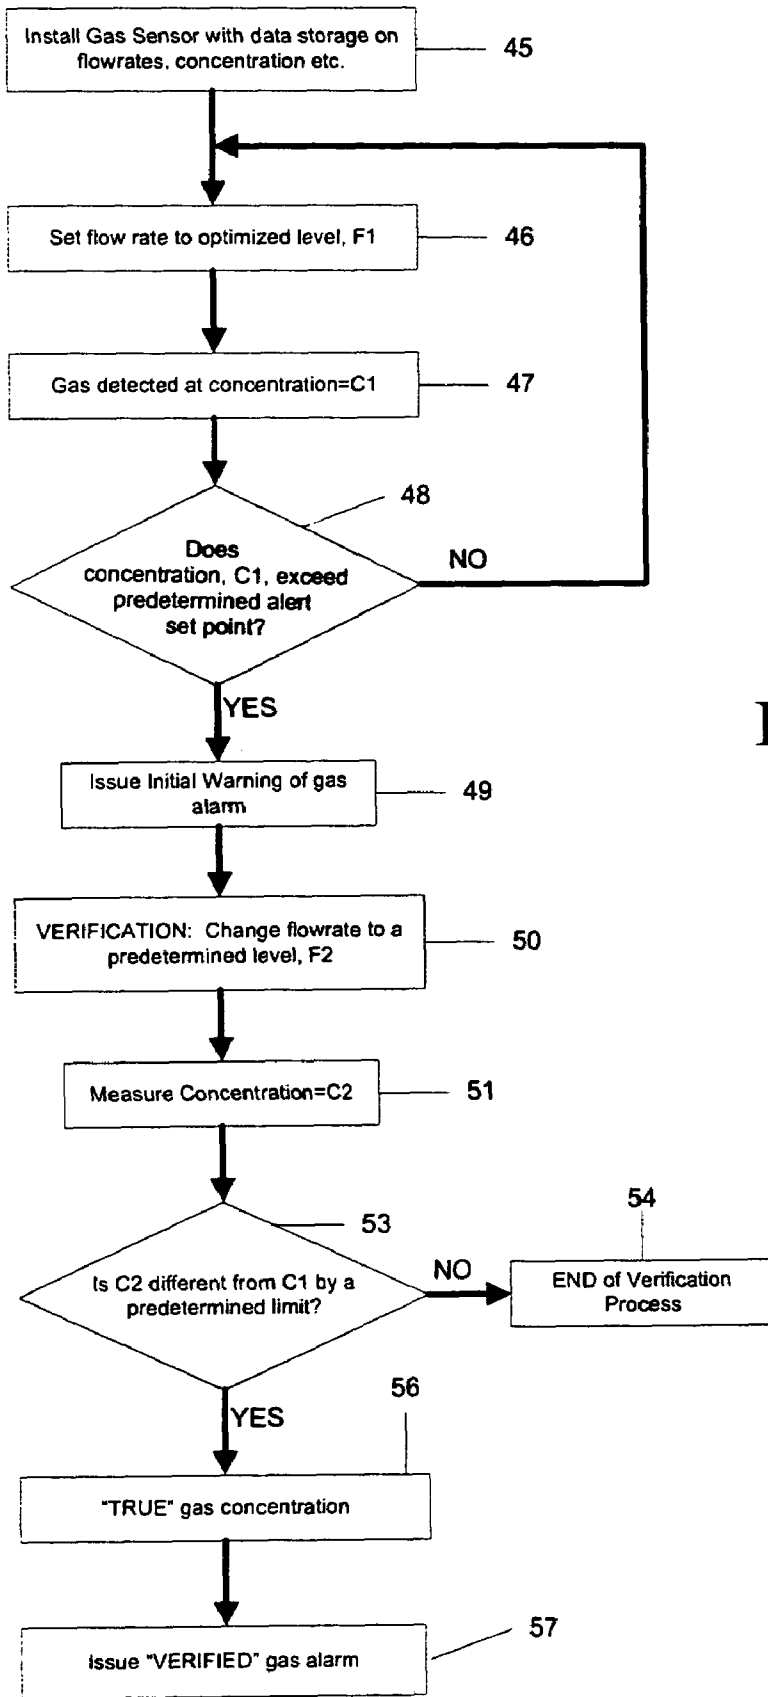 Install Gas Sensor with data storage on
flowrates, concentration etc.
45
Set flow rate to optimized level, F1
46
Gas detected at concentration=C1
47
48
Does
concentration, C1, exceed
predetermined alert
set point?
NO
YES
Issue Initial Warning of gas
alarm
49
VERIFICATION: Change flowrate to a
predetermined level, F2
50
Measure Concentration=C2
51
53
Is C2 different from C1 by a
predetermined limit?
NO
54
END of Verification
Process
YES
56
"TRUE" gas concentration
Issue "VERIFIED" gas alarm
57